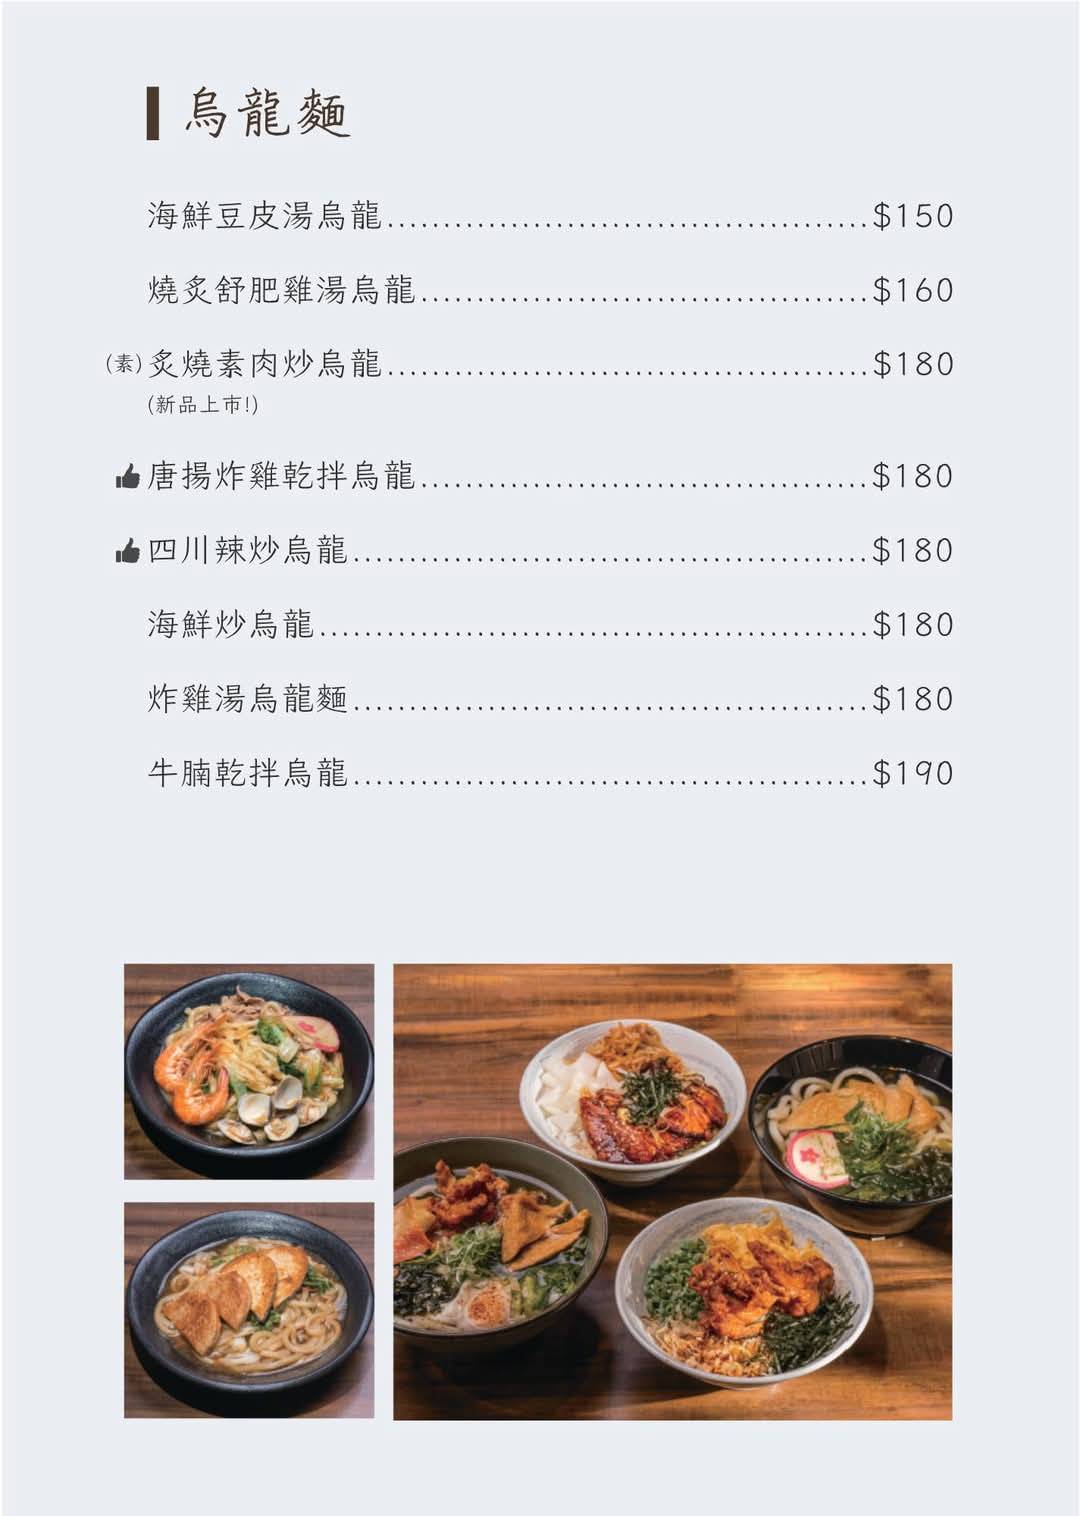 烏龍麵
海鮮豆皮湯烏龍........................................$150
燒炙舒肥雞湯烏龍.....................................$160
(素)炙燒素肉炒烏龍........................................$180
(新品上市!)
唐揚炸雞乾拌烏龍.....................................$180
四川辣炒烏龍...........................................$180
海鮮炒烏龍..............................................$180
炸雞湯烏龍麵...........................................$180
牛腩乾拌烏龍...........................................$190